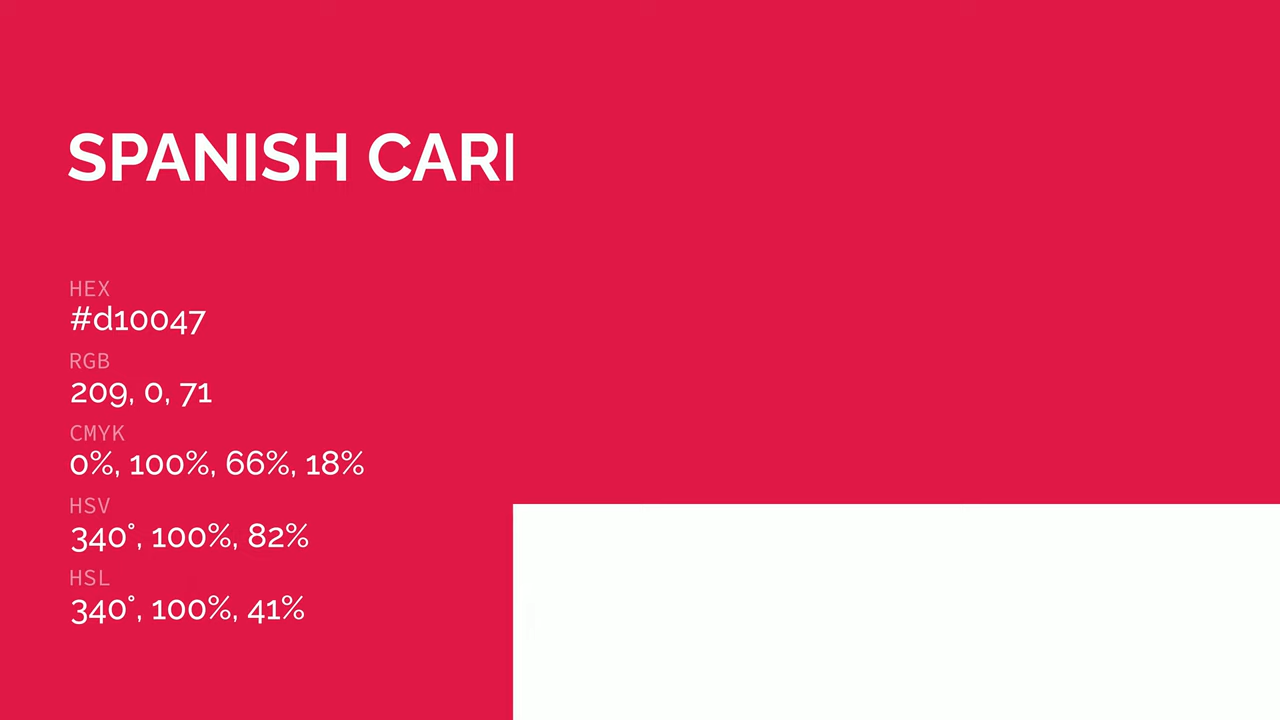 SPANISH CARI
HEX
#d10047
RGB
209, 0, 71
CMYK
0%, 100%, 66%, 18%
HSV
340°, 100%, 82%
HSL
340°, 100%, 41%